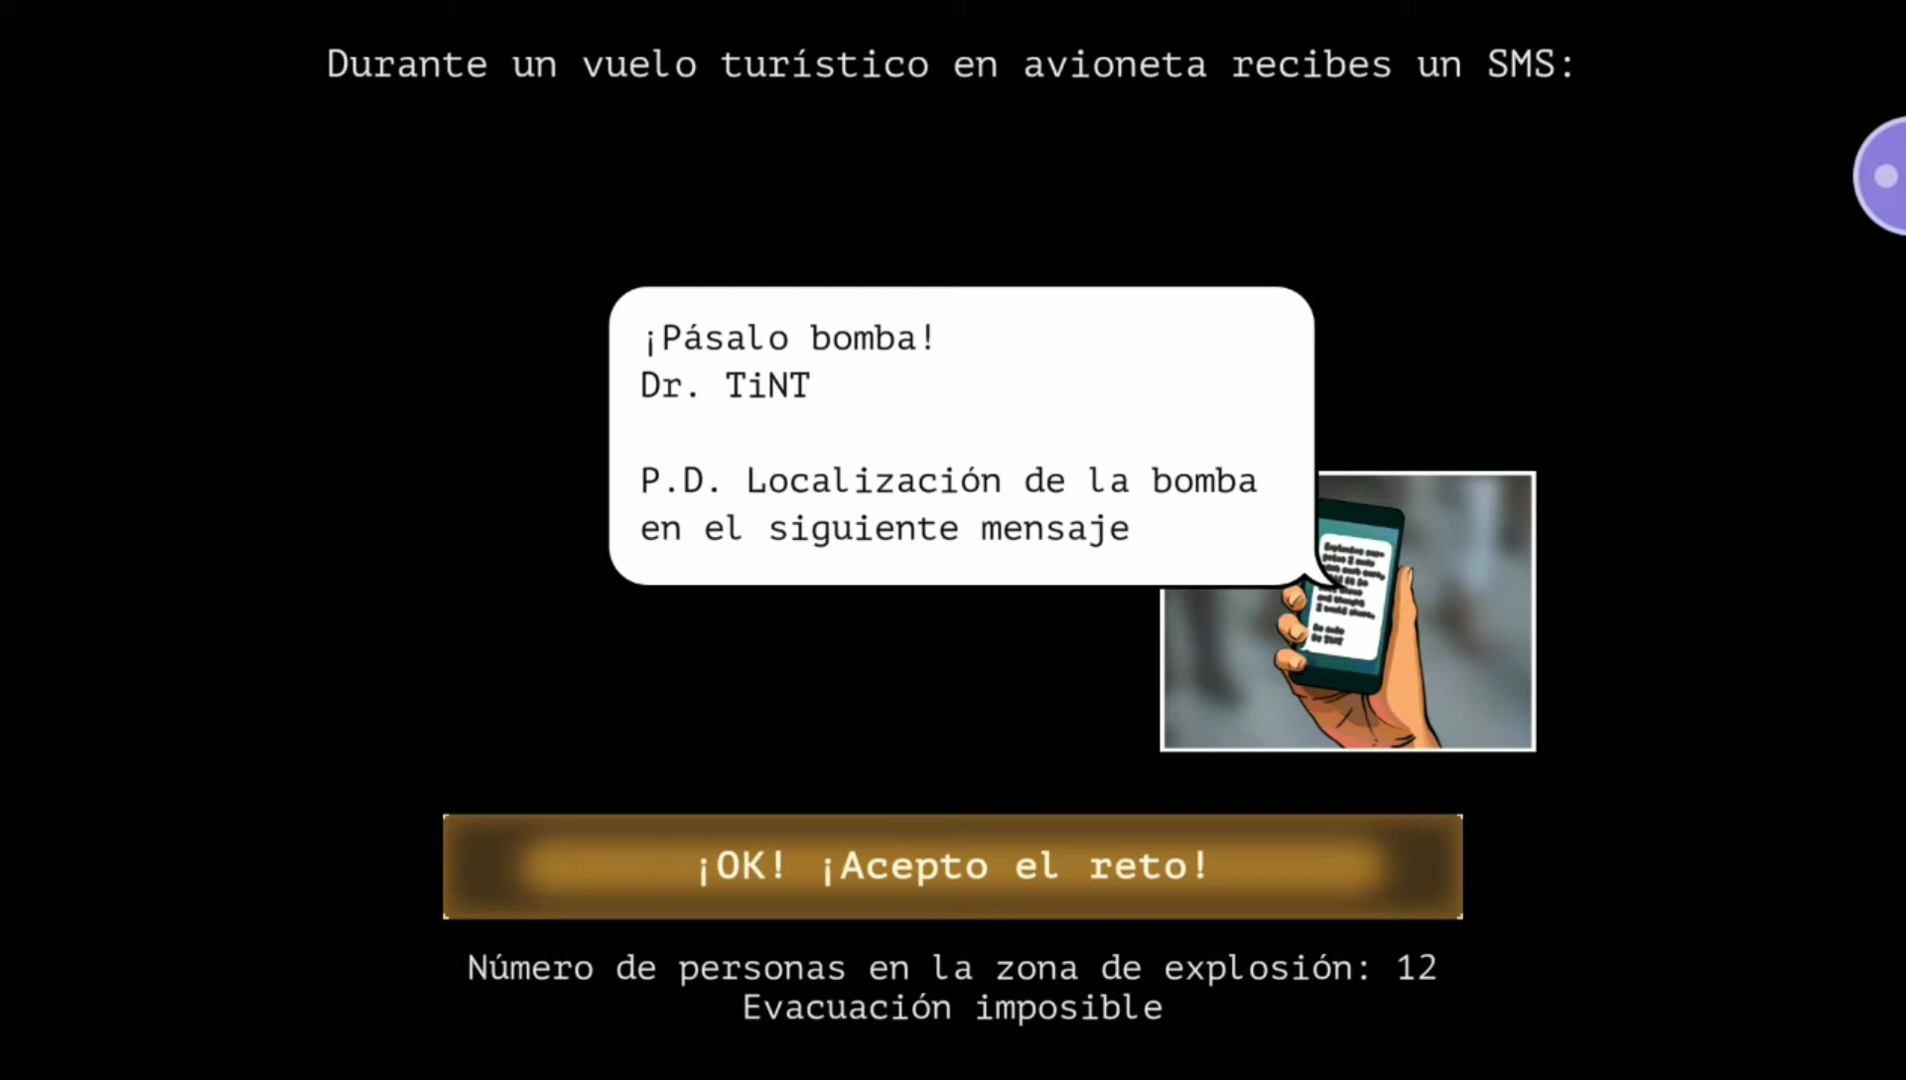 Durante un vuelo turístico en avioneta recibes un SMS:
¡Pásalo bomba!
Dr. TiNT
P.D. Localización de la bomba
en el siguiente mensaje
¡OK! ¡Acepto el reto!
Número de personas en la zona de explosión: 12
Evacuación imposible